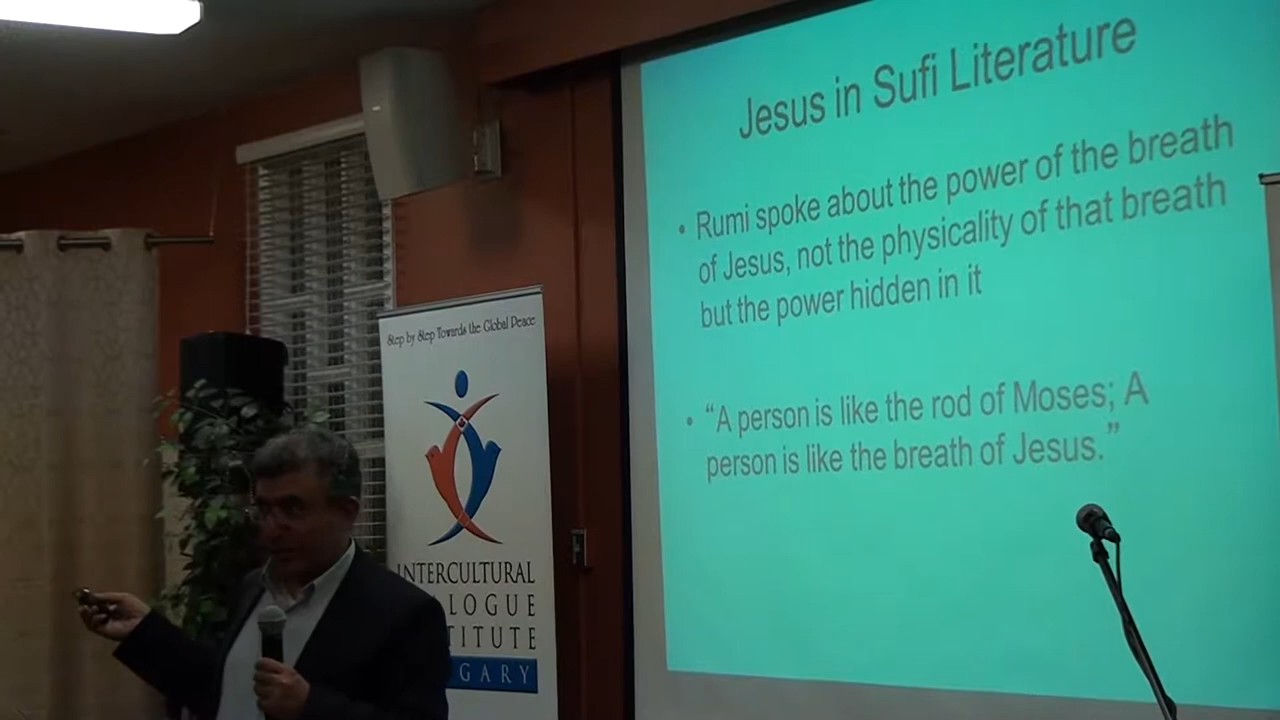 Jesus in Sufi Literature
• Rumi spoke about the power of the breath
of Jesus, not the physicality of that breath
but the power hidden in it
• “A person is like the rod of Moses; A
person is like the breath of Jesus.”
Step by Step Towards the Global Peace
INTERCULTURAL
LOGUE
TITUTE
GARY